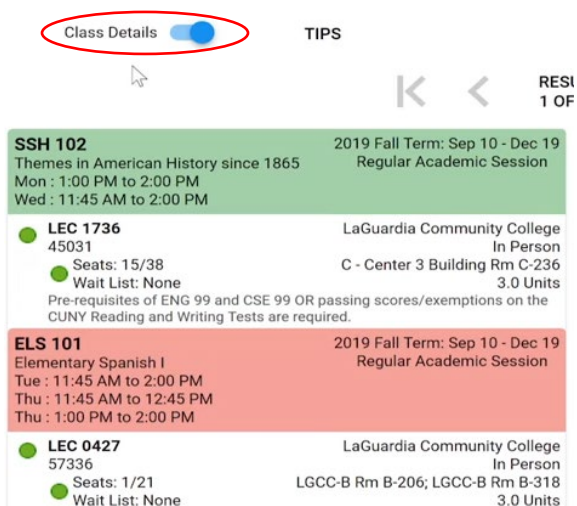 Class Details
TIPS
1 OF
SSH 102
2019 Fall Term: Sep 10 - Dec 19
Themes in American History since 1865
Regular Academic Session
Mon : 1:00 PM to 2:00 PM
Wed : 11:45 AM to 2:00 PM
LEC 1736
LaGuardia Community College
45031
In Person
Seats: 15/38
C - Center 3 Building Rm C-236
Wait List: None
3.0 Units
Pre-requisites of ENG 99 and CSE 99 OR passing scores/exemptions on the
CUNY Reading and Writing Tests are required.
ELS 101
2019 Fall Term: Sep 10 - Dec 19
Elementary Spanish I
Regular Academic Session
Tue : 11:45 AM to 2:00 PM
Thu : 11:45 AM to 12:45 PM
Thu : 1:00 PM to 2:00 PM
LEC 0427
LaGuardia Community College
57336
In Person
Seats: 1/21
LGCC-B Rm B-206; LGCC-B Rm B-318
Wait List: None
3.0 Units